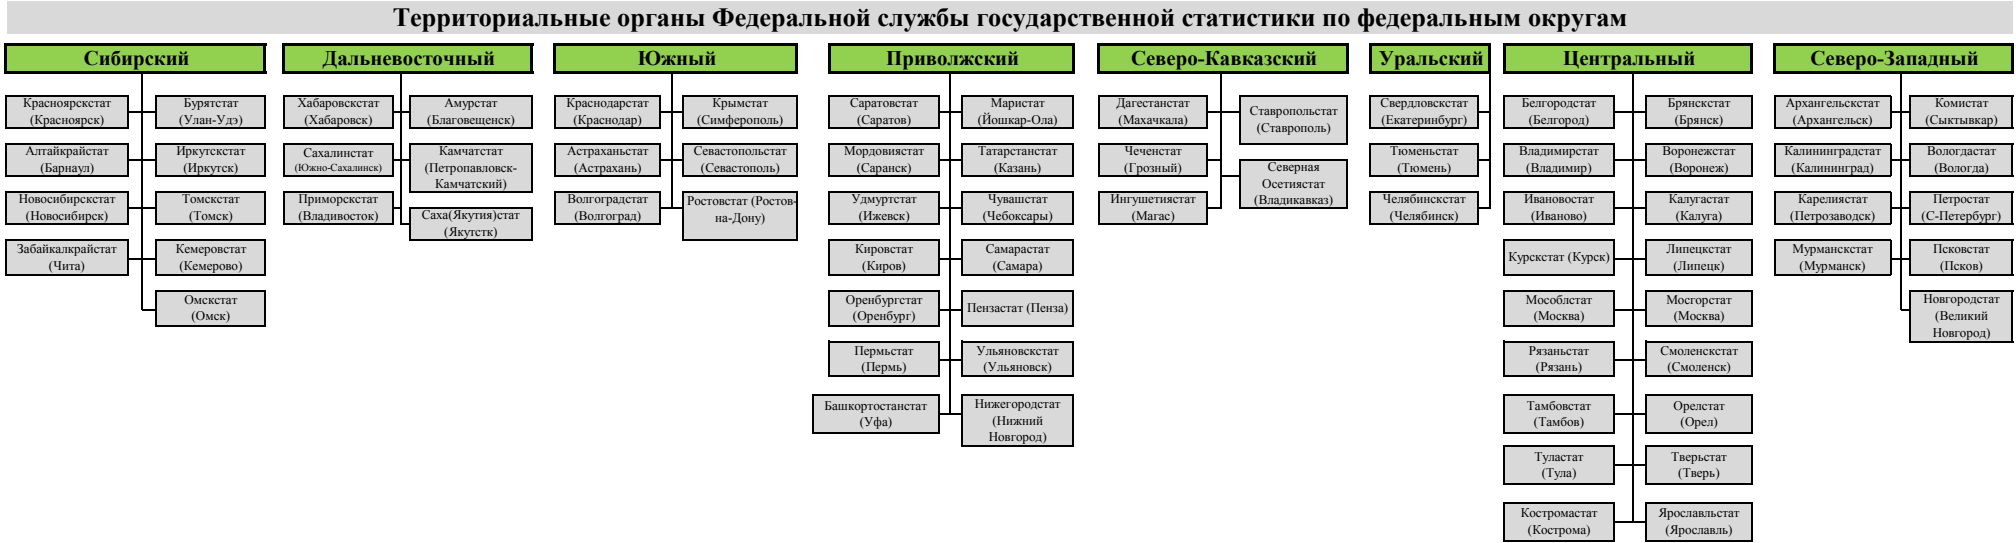 Территориальные органы Федеральной службы государственной статистики по федеральным округам
Сибирский
Красноярскстат
(Красноярск)
Бурятстат
(Улан-Удэ)
Алтайкрайстат
(Барнаул)
Иркутскстат
(Иркутск)
Новосибирскстат
(Новосибирск)
Томскстат
(Томск)
Забайкалкрайстат
(Чита)
Кемеровстат
(Кемерово)
Омскстат
(Омск)
Дальневосточный
Хабаровскстат
(Хабаровск)
Амурстат
(Благовещенск)
Сахалинстат
(Южно-Сахалинск)
Камчатстат
(Петропавловск-
Камчатский)
Приморскстат
(Владивосток)
Саха(Якутия)стат
(Якутстк)
Южный
Краснодарстат
(Краснодар)
Крымстат
(Симферополь)
Астраханьстат
(Астрахань)
Севастопольстат
(Севастополь)
Волгоградстат
(Волгоград)
Ростовстат (Ростов-
на-Дону)
Приволжский
Саратовстат
(Саратов)
Маристат
(Йошкар-Ола)
Мордовиястат
(Саранск)
Татарстанстат
(Казань)
Удмуртстат
(Ижевск)
Чувашстат
(Чебоксары)
Кировстат
(Киров)
Самарастат
(Самара)
Оренбургстат
(Оренбург)
Пензастат (Пенза)
Пермьстат
(Пермь)
Ульяновскстат
(Ульяновск)
Башкортостанстат
(Уфа)
Нижегородстат
(Нижний
Новгород)
Северо-Кавказский
Дагестанстат
(Махачкала)
Ставропольстат
(Ставрополь)
Чеченстат
(Грозный)
Северная
Осетиястат
(Владикавказ)
Ингушетиястат
(Магас)
Уральский
Свердловскстат
(Екатеринбург)
Тюменьстат
(Тюмень)
Челябинскстат
(Челябинск)
Центральный
Белгородстат
(Белгород)
Брянскстат
(Брянск)
Владимирстат
(Владимир)
Воронежстат
(Воронеж)
Ивановостат
(Иваново)
Калугастат
(Калуга)
Курскстат (Курск)
Липецкстат
(Липецк)
Мособлстат
(Москва)
Мосгорстат
(Москва)
Рязаньстат
(Рязань)
Смоленскстат
(Смоленск)
Тамбовстат
(Тамбов)
Орелстат
(Орел)
Туластат
(Тула)
Тверьстат
(Тверь)
Костромастат
(Кострома)
Ярославльстат
(Ярославль)
Северо-Западный
Архангельскстат
(Архангельск)
Комистат
(Сыктывкар)
Калининградстат
(Калининград)
Вологдастат
(Вологда)
Карелиястат
(Петрозаводск)
Петростат
(С-Петербург)
Мурманскстат
(Мурманск)
Псковстат
(Псков)
Новгородстат
(Великий
Новгород)